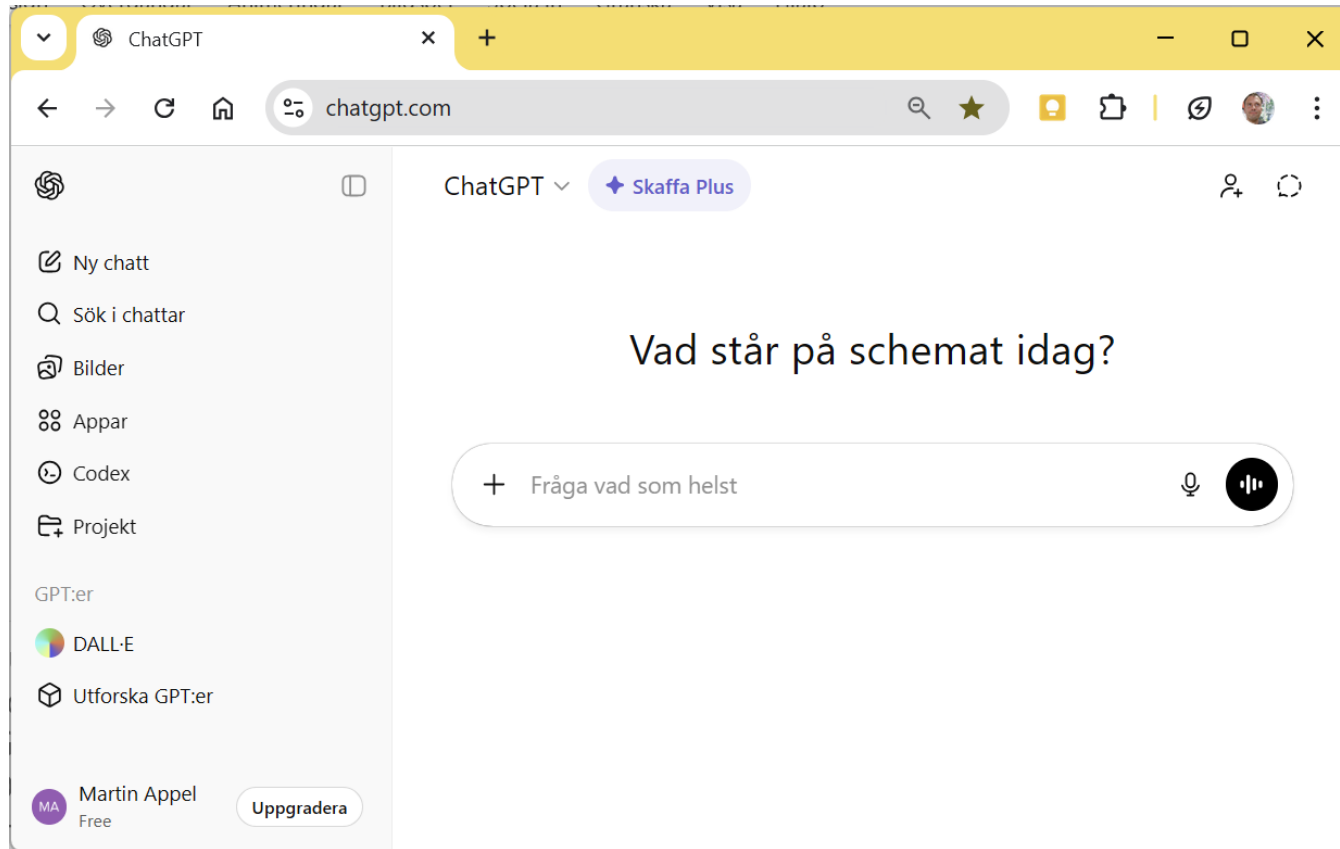 ChatGPT
chatgpt.com
ChatGPT
Skaffa Plus
Ny chatt
Sök i chattar
Bilder
Appar
Codex
Projekt
GPT:er
DALL·E
Utforska GPT:er
MA
Martin Appel
Free
Uppgradera
Vad står på schemat idag?
Fråga vad som helst